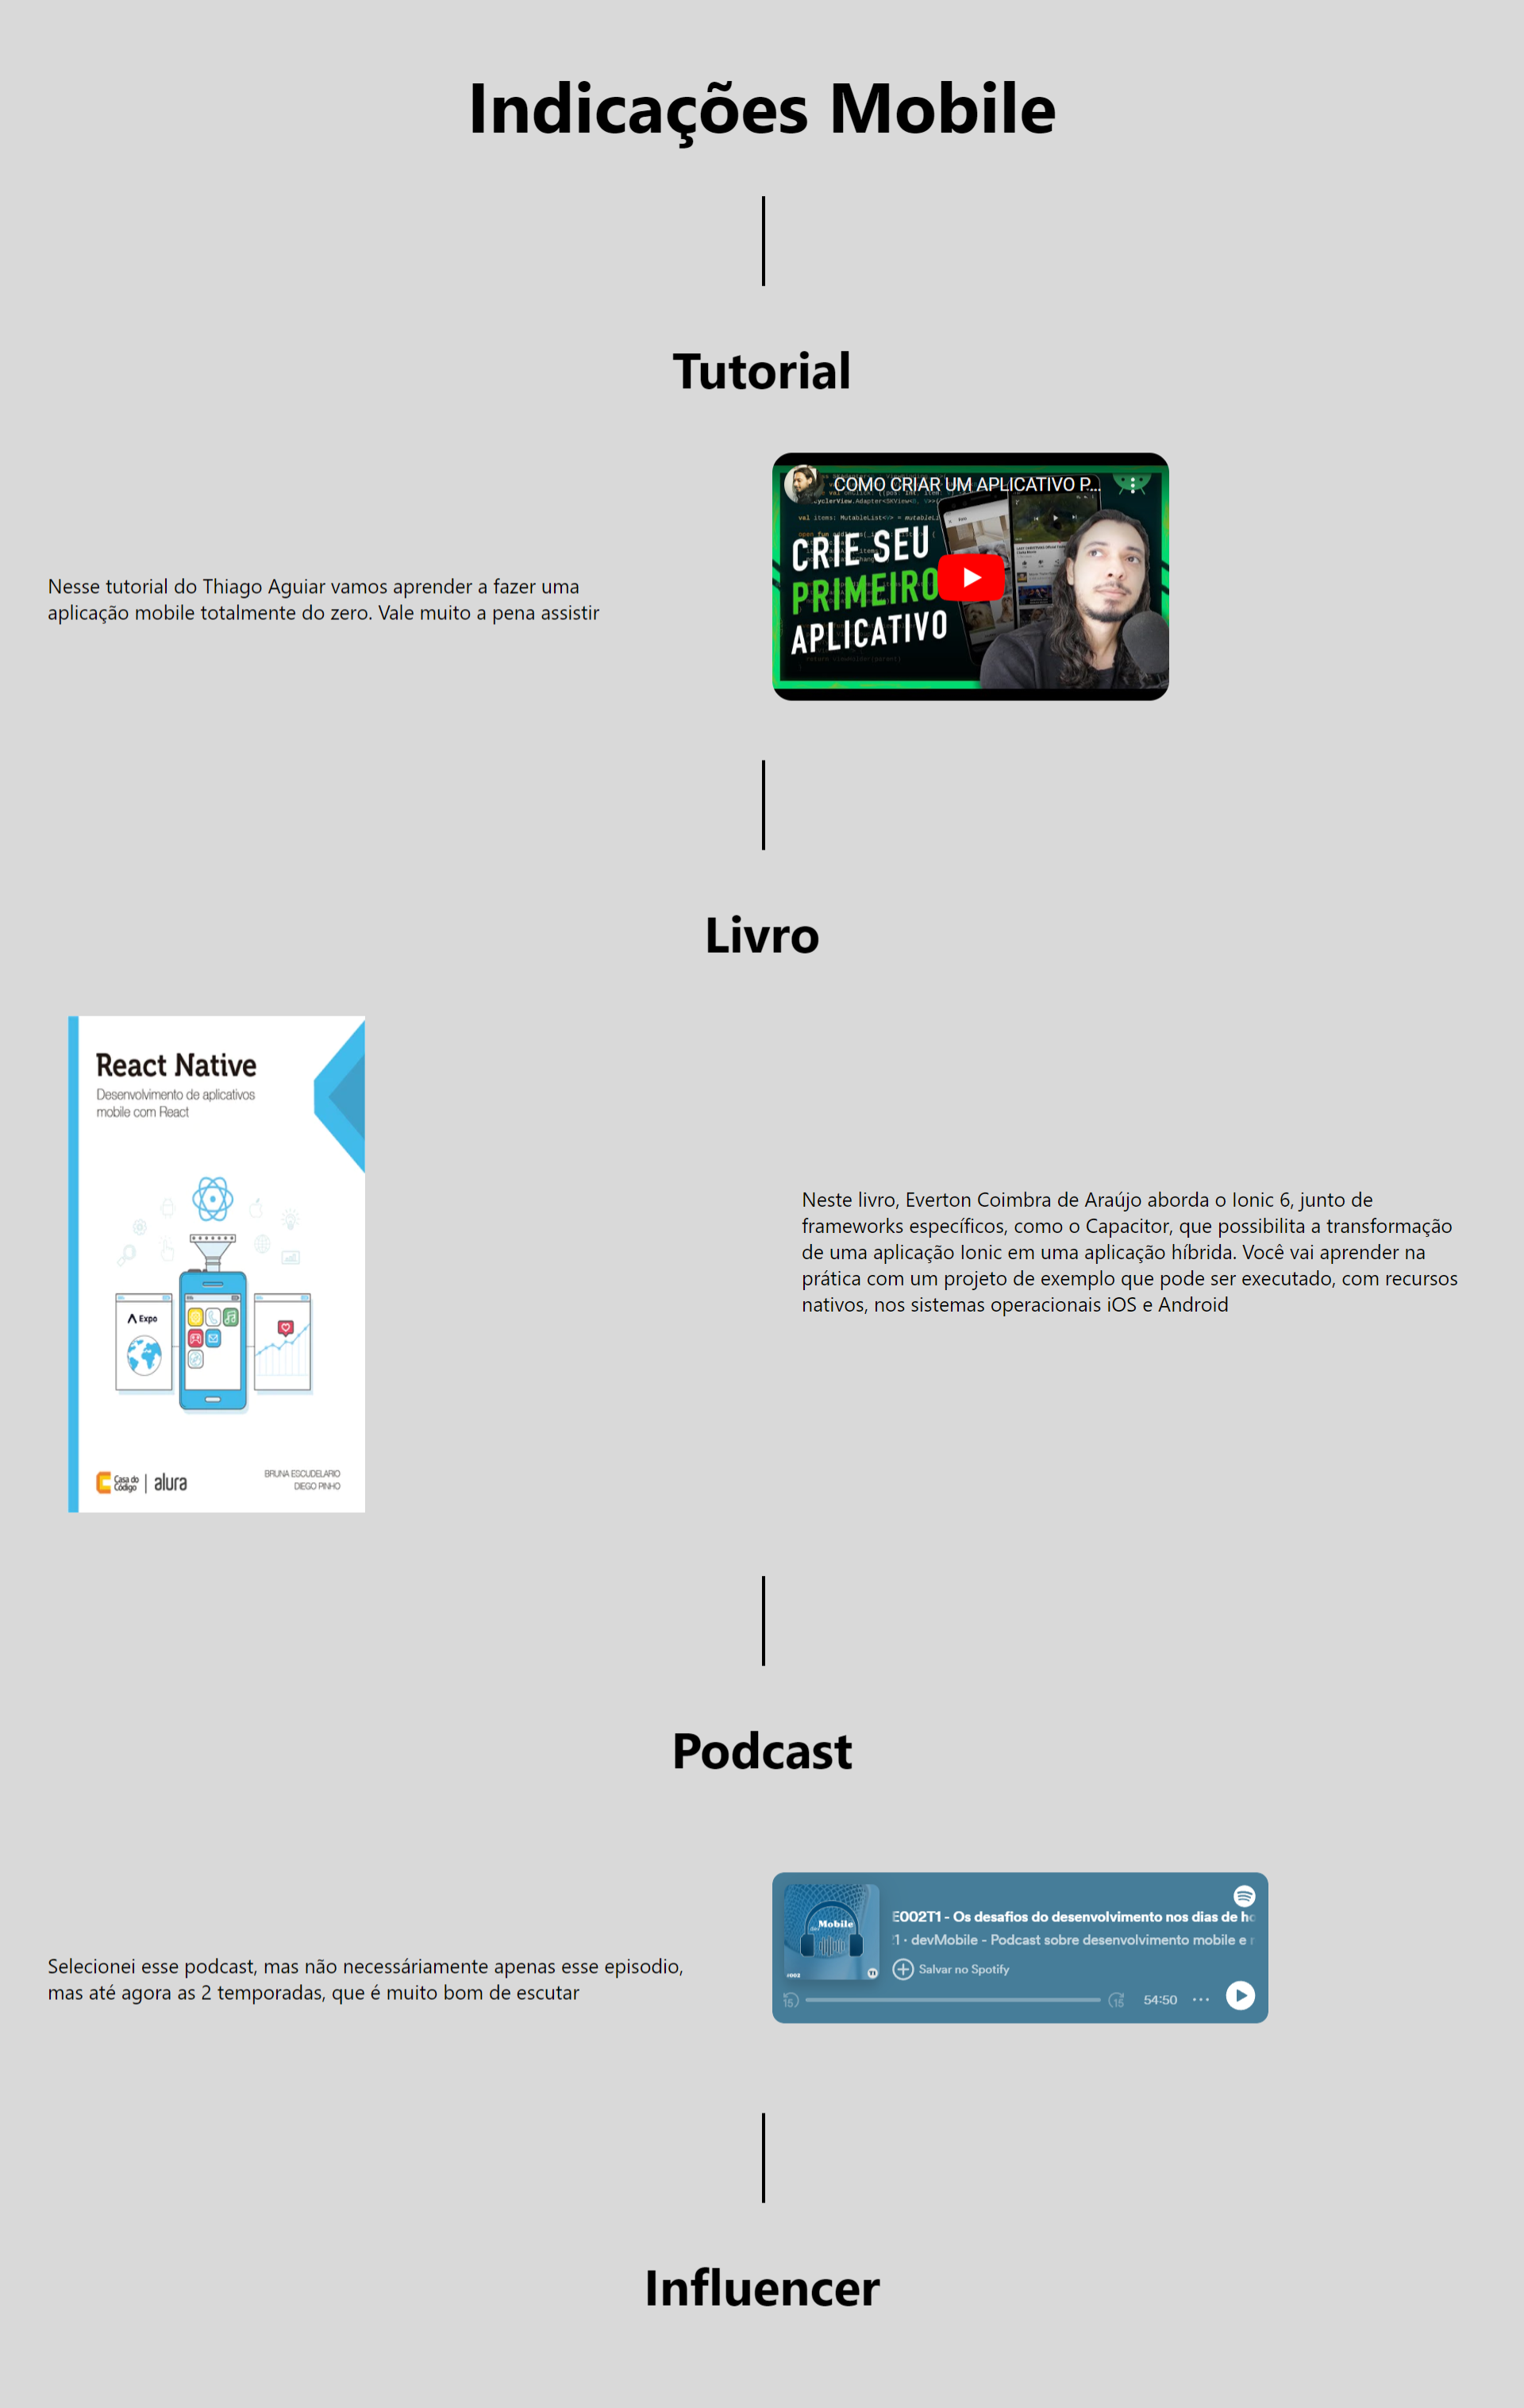 Indicações Mobile
Tutorial
Nesse tutorial do Thiago Aguiar vamos aprender a fazer uma
aplicação mobile totalmente do zero. Vale muito a pena assistir
COMO CRIAR UM APLICATIVO P...
CRIE SEU
PRIMEIRO
APLICATIVO
Livro
React Native
Desenvolvimento de aplicativos
mobile com React
Expo
Casa do
Código
alura
BRUNA ESCUDELARIO
DIEGO PINHO
Neste livro, Everton Coimbra de Araújo aborda o Ionic 6, junto de
frameworks específicos, como o Capacitor, que possibilita a transformação
de uma aplicação Ionic em uma aplicação híbrida. Você vai aprender na
prática com um projeto de exemplo que pode ser executado, com recursos
nativos, nos sistemas operacionais iOS e Android
Podcast
Selecionei esse podcast, mas não necessáriamente apenas esse episodio,
mas até agora as 2 temporadas, que é muito bom de escutar
Mobile
T1
E002T1 - Os desafios do desenvolvimento nos dias de ho
1 · devMobile - Podcast sobre desenvolvimento mobile e
Salvar no Spotify
15
15
54:50
Influencer